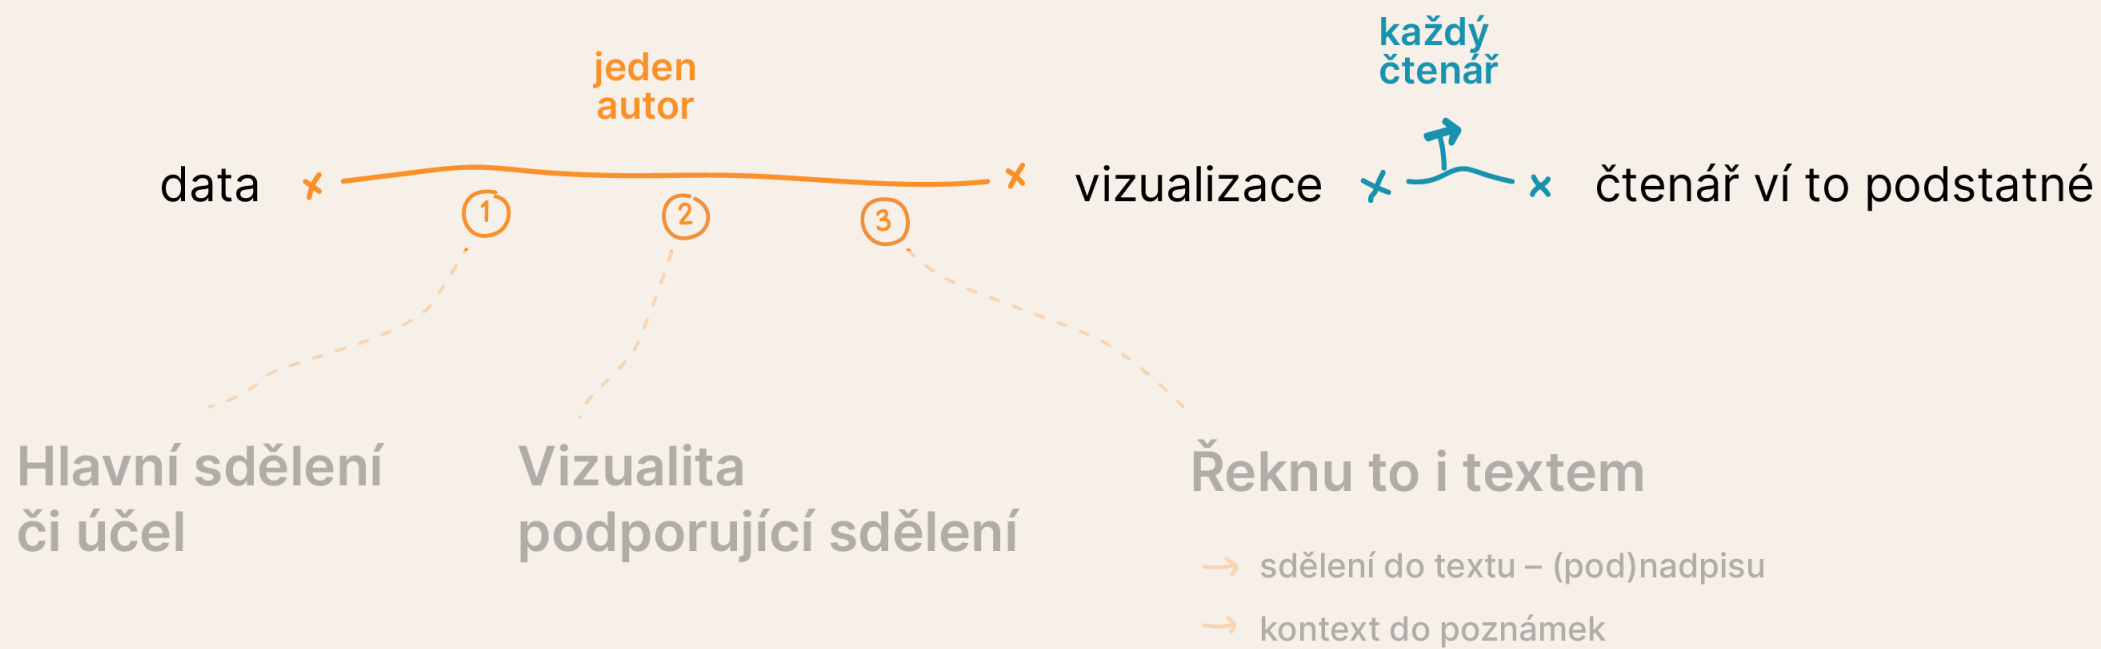 každý
čtenář
jeden
autor
data
vizualizace
čtenář ví to podstatné
1
2
3
Hlavní sdělení
či účel
Vizualita
podporující sdělení
Řeknu to i textem
sdělení do textu – (pod)nadpisu
kontext do poznámek